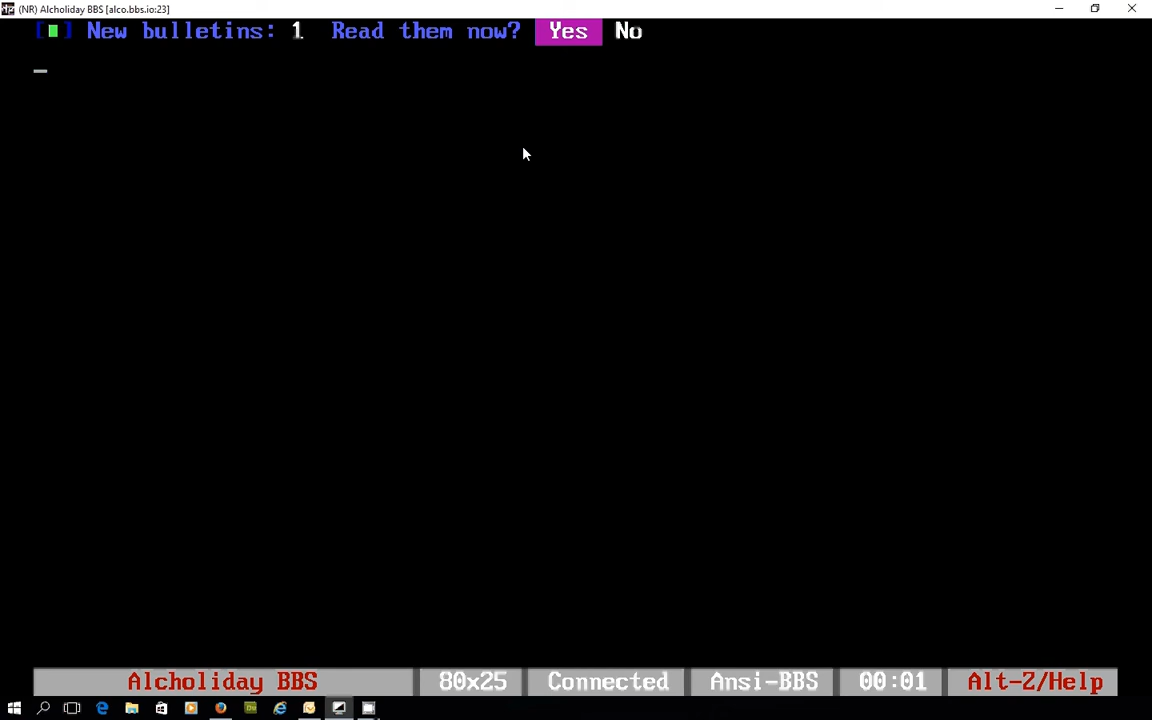 (NR) Alcholiday BBS [alco.bbs.io:23]
[■] New bulletins: 1 Read them now? Yes No
_
Alcholiday BBS 80x25 Connected Ansi-BBS 00:01 Alt-Z/Help